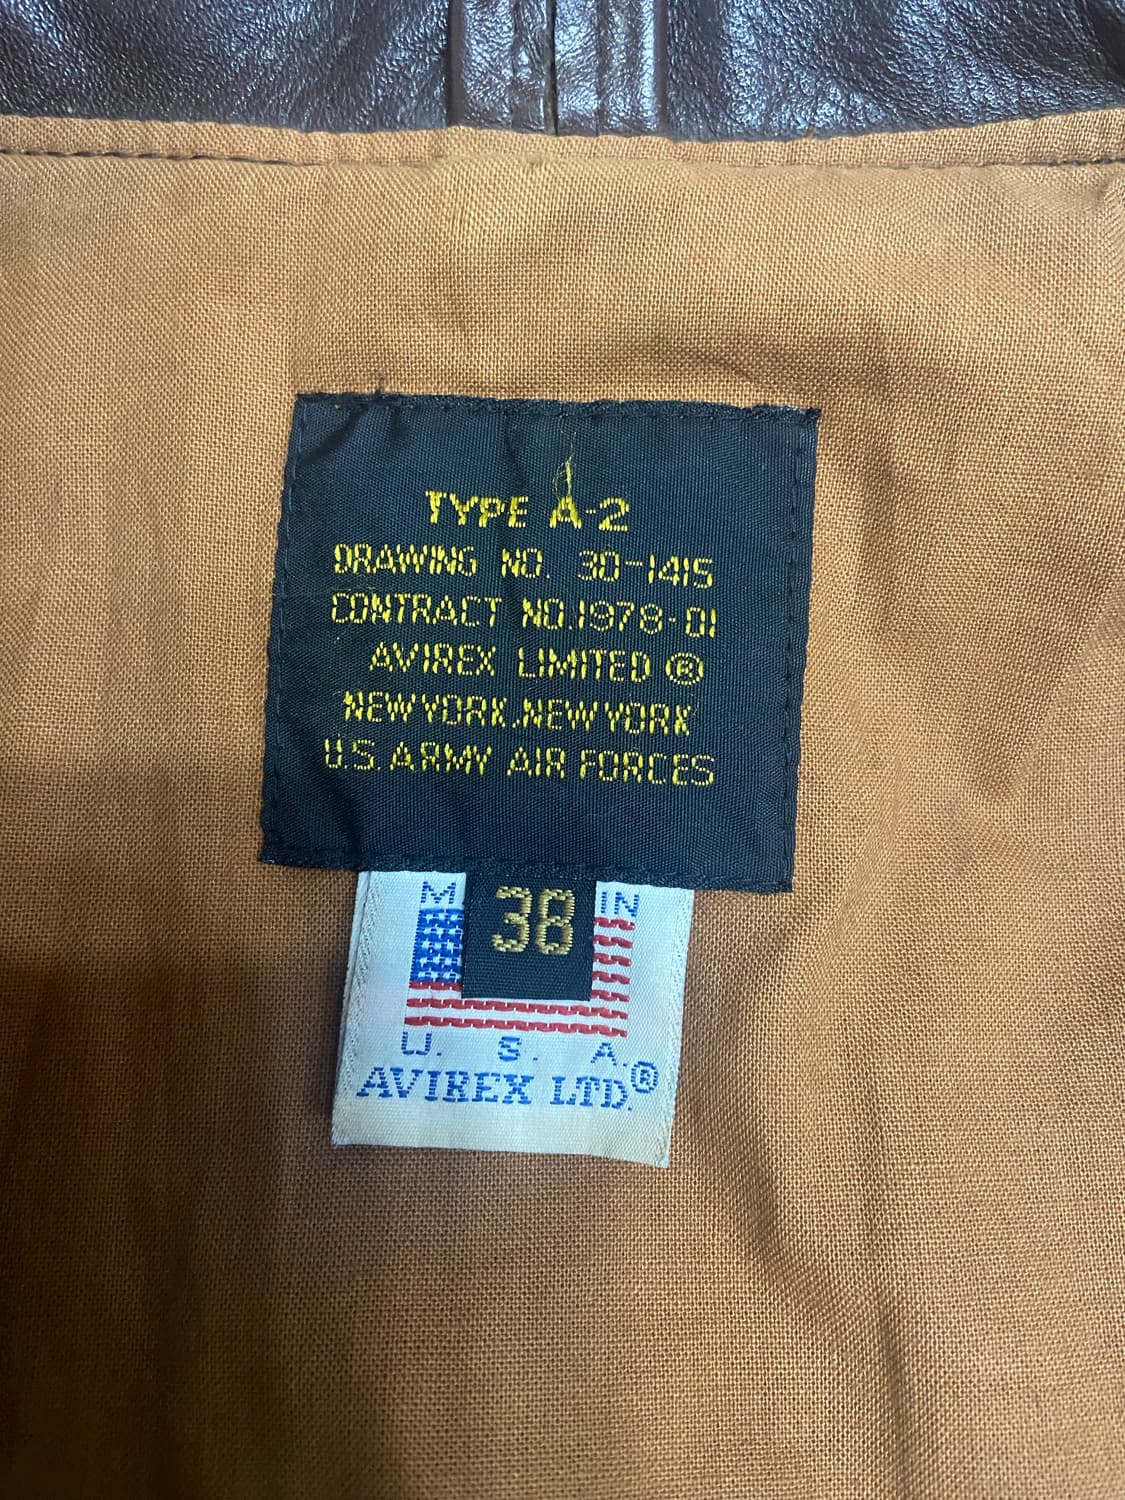 TYPE A-2
DRAWING NO. 30-1415
CONTRACT NO.1978-01
AVIREX LIMITED ®
NEW YORK.NEW YORK
U.S. ARMY AIR FORCES
38
M IN
U. S. A.
AVIREX LTD.®